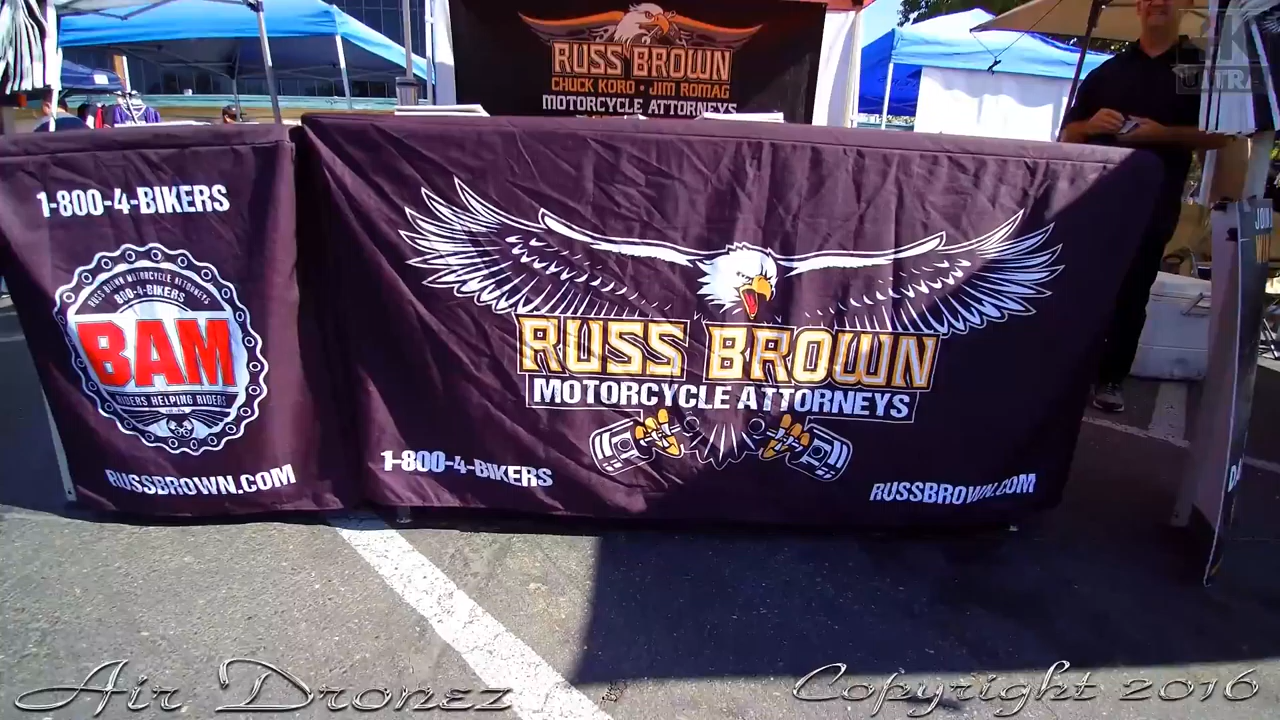 RUSS BROWN
CHUCK KORO • JIM ROMAG
MOTORCYCLE ATTORNEYS
K
ULTRA
1-800-4-BIKERS
RUSS BROWN MOTORCYCLE ATTORNEYS
800-4-BIKERS
BAM
RIDERS HELPING RIDERS
RUSSBROWN.COM
RUSS BROWN
MOTORCYCLE ATTORNEYS
1-800-4-BIKERS
RUSSBROWN.COM
JOIN
Air Dronez
Copyright 2016